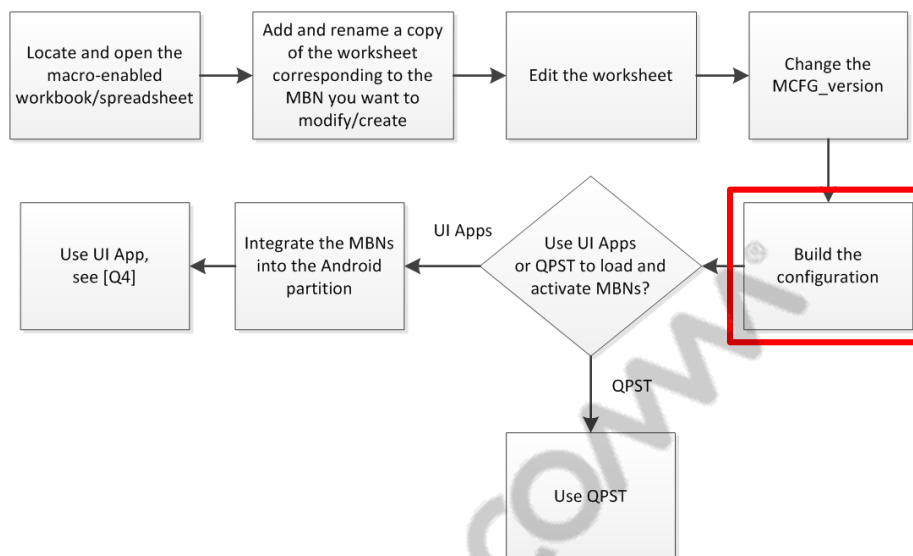 Locate and open the
macro-enabled
workbook/spreadsheet
Add and rename a copy
of the worksheet
corresponding to the
MBN you want to
modify/create
Edit the worksheet
Change the
MCFG_version
Use UI App,
see [Q4]
Integrate the MBNs
into the Android
partition
UI Apps
Use UI Apps
or QPST to load and
activate MBNs?
Build the
configuration
QPST
Use QPST
COMM
®